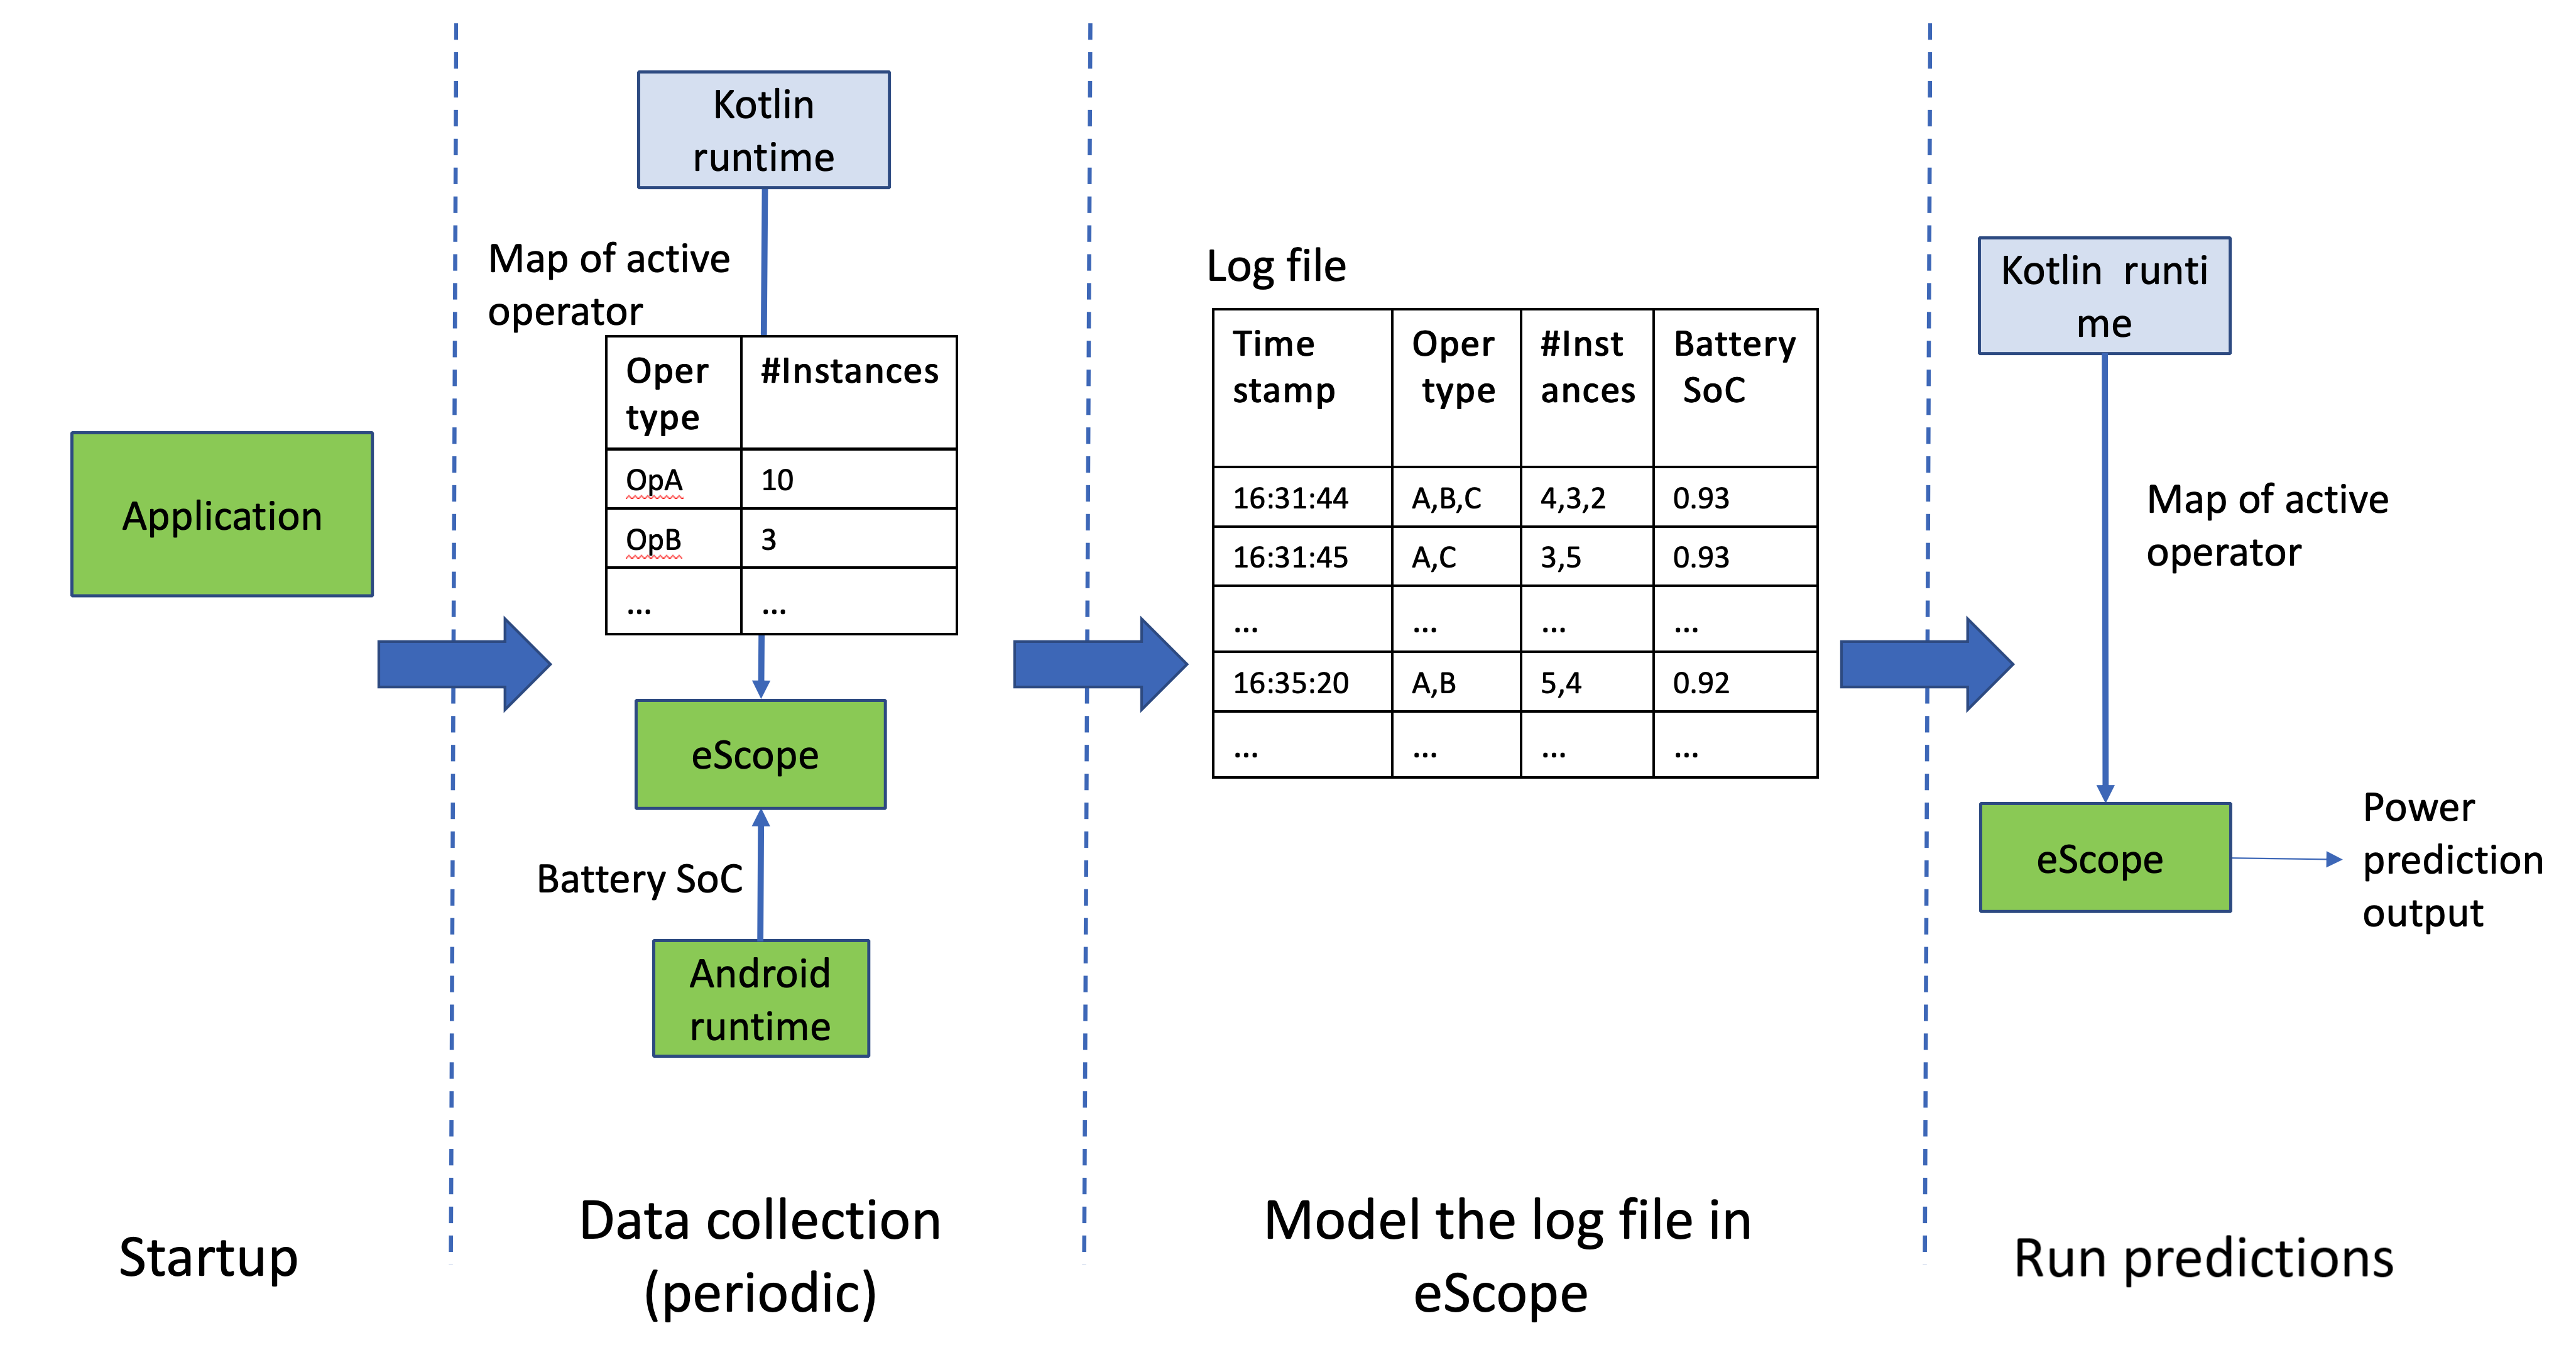 Application
Startup
Kotlin
runtime
Map of active
operator
Oper
type
#Instances
OpA
10
OpB
3
...
...
eScope
Battery SoC
Android
runtime
Data collection
(periodic)
Log file
Time
stamp
Oper
type
#Inst
ances
Battery
SoC
16:31:44
A,B,C
4,3,2
0.93
16:31:45
A,C
3,5
0.93
...
...
...
...
16:35:20
A,B
5,4
0.92
...
...
...
...
Model the log file in
eScope
Kotlin runti
me
Map of active
operator
eScope
Power
prediction
output
Run predictions